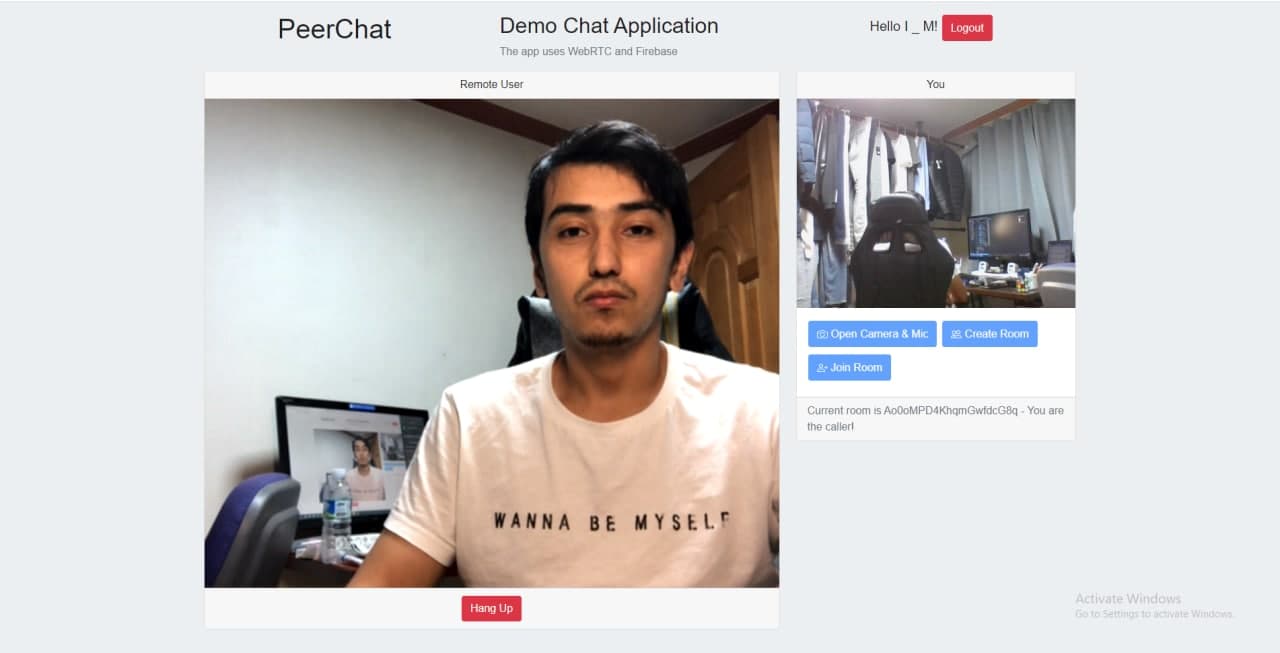 PeerChat
Demo Chat Application
The app uses WebRTC and Firebase
Hello I _ M!
Logout
Remote User
WANNA BE MYSELF
Hang Up
You
Open Camera & Mic
Create Room
Join Room
Current room is Ao0oMPD4KhqmGwfdcG8q - You are
the caller!
Activate Windows
Go to Settings to activate Windows.